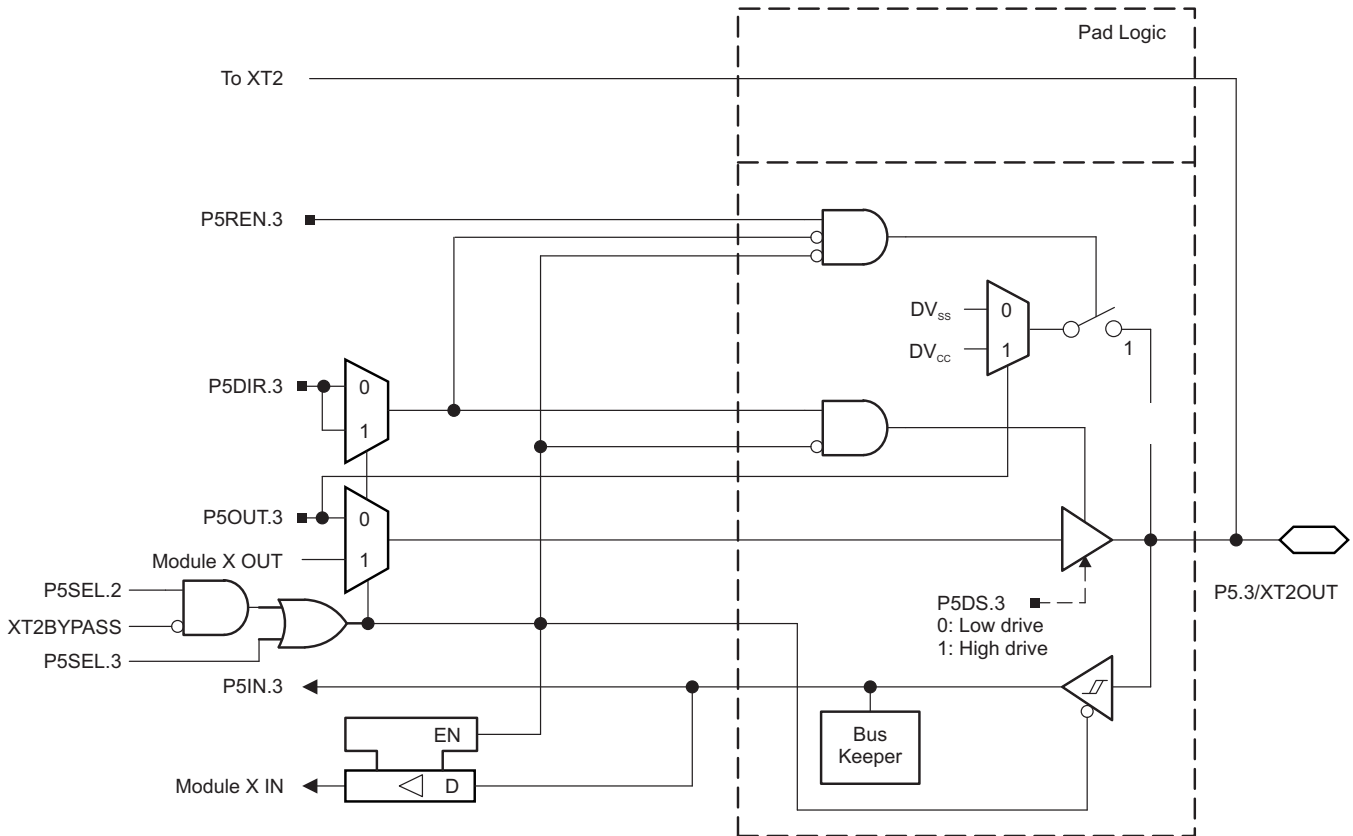 Pad Logic
To XT2
P5REN.3
DV_SS
0
DV_CC
1
1
P5DIR.3
0
1
P5OUT.3
0
Module X OUT
1
P5SEL.2
XT2BYPASS
P5SEL.3
P5DS.3
0: Low drive
1: High drive
P5.3/XT2OUT
P5IN.3
Bus
Keeper
EN
D
Module X IN